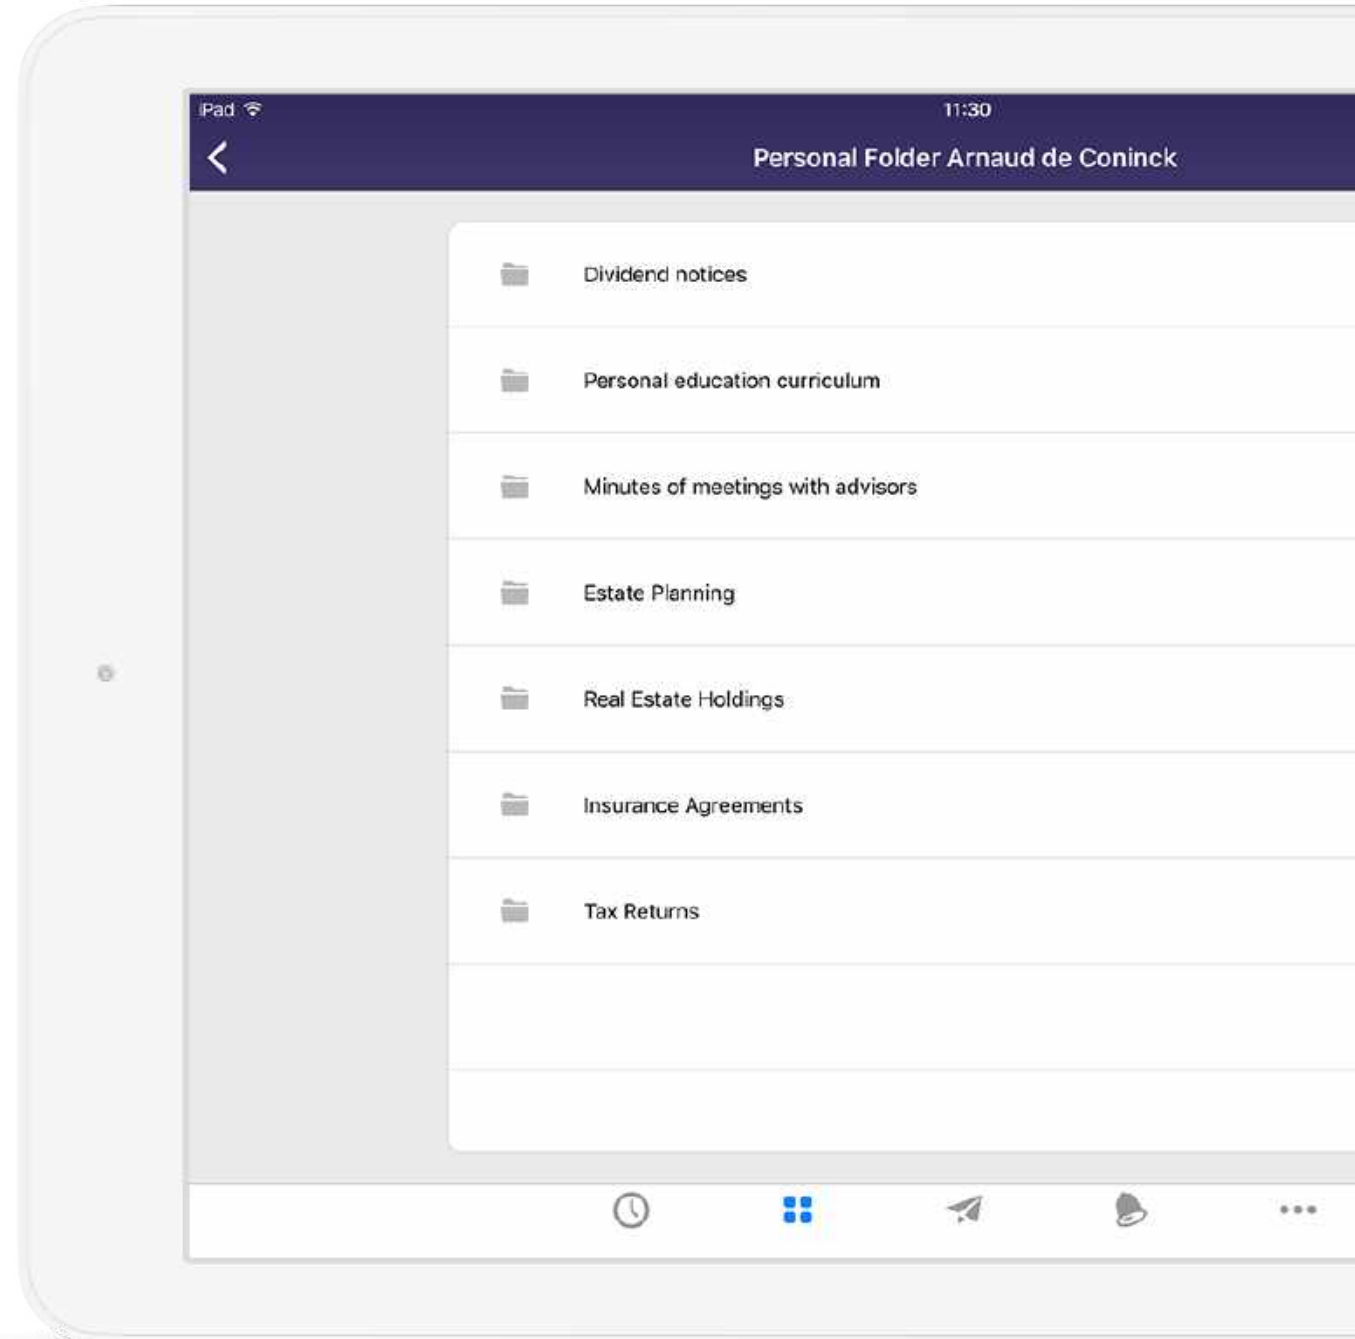 iPad
11:30
Personal Folder Arnaud de Coninck
Dividend notices
Personal education curriculum
Minutes of meetings with advisors
Estate Planning
Real Estate Holdings
Insurance Agreements
Tax Returns